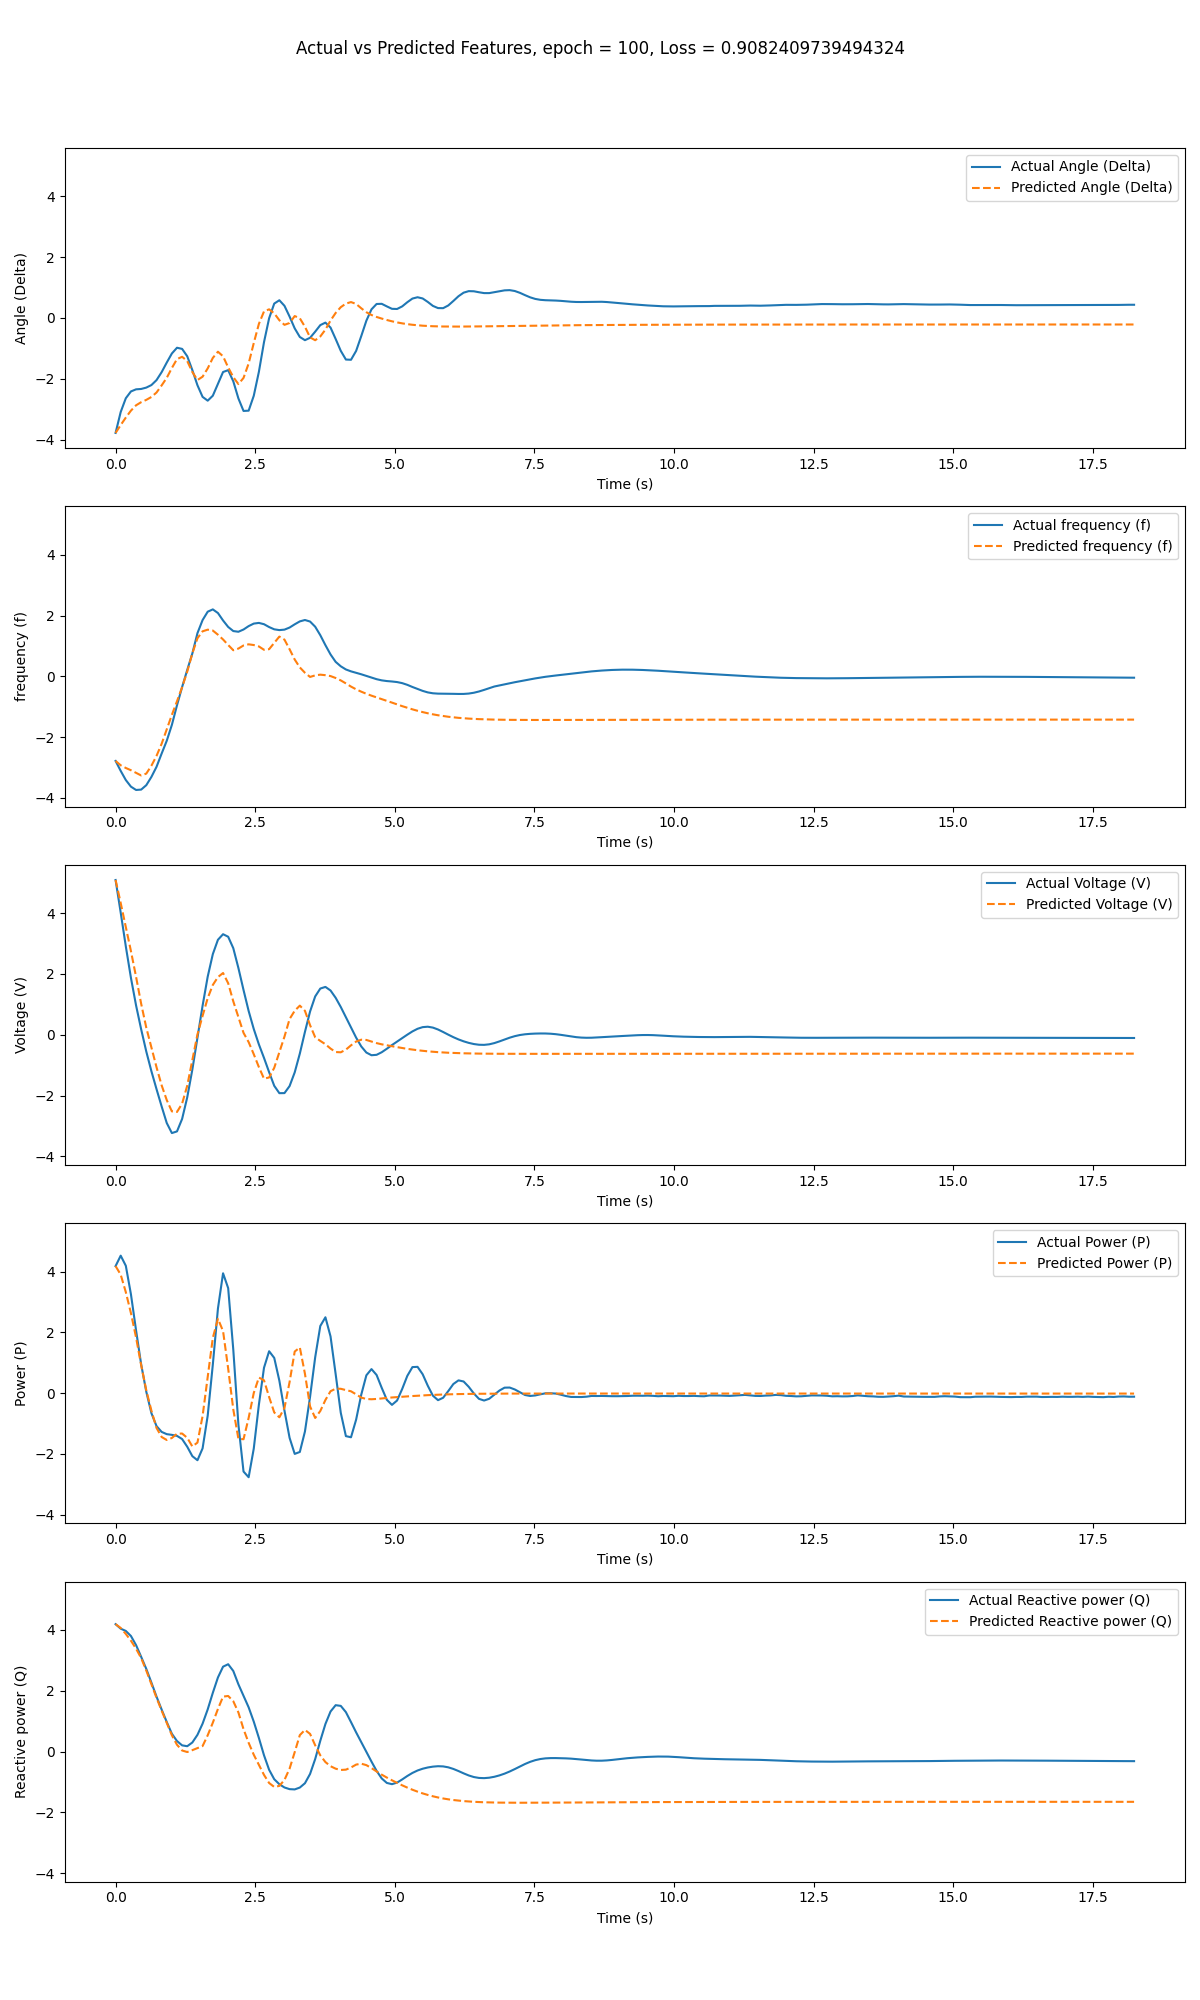 Actual vs Predicted Features, epoch = 100, Loss = 0.9082409739494324
Actual Angle (Delta)
Predicted Angle (Delta)
Angle (Delta)
4
2
0
−2
−4
0.0 2.5 5.0 7.5 10.0 12.5 15.0 17.5
Time (s)
Actual frequency (f)
Predicted frequency (f)
frequency (f)
4
2
0
−2
−4
0.0 2.5 5.0 7.5 10.0 12.5 15.0 17.5
Time (s)
Actual Voltage (V)
Predicted Voltage (V)
Voltage (V)
4
2
0
−2
−4
0.0 2.5 5.0 7.5 10.0 12.5 15.0 17.5
Time (s)
Actual Power (P)
Predicted Power (P)
Power (P)
4
2
0
−2
−4
0.0 2.5 5.0 7.5 10.0 12.5 15.0 17.5
Time (s)
Actual Reactive power (Q)
Predicted Reactive power (Q)
Reactive power (Q)
4
2
0
−2
−4
0.0 2.5 5.0 7.5 10.0 12.5 15.0 17.5
Time (s)